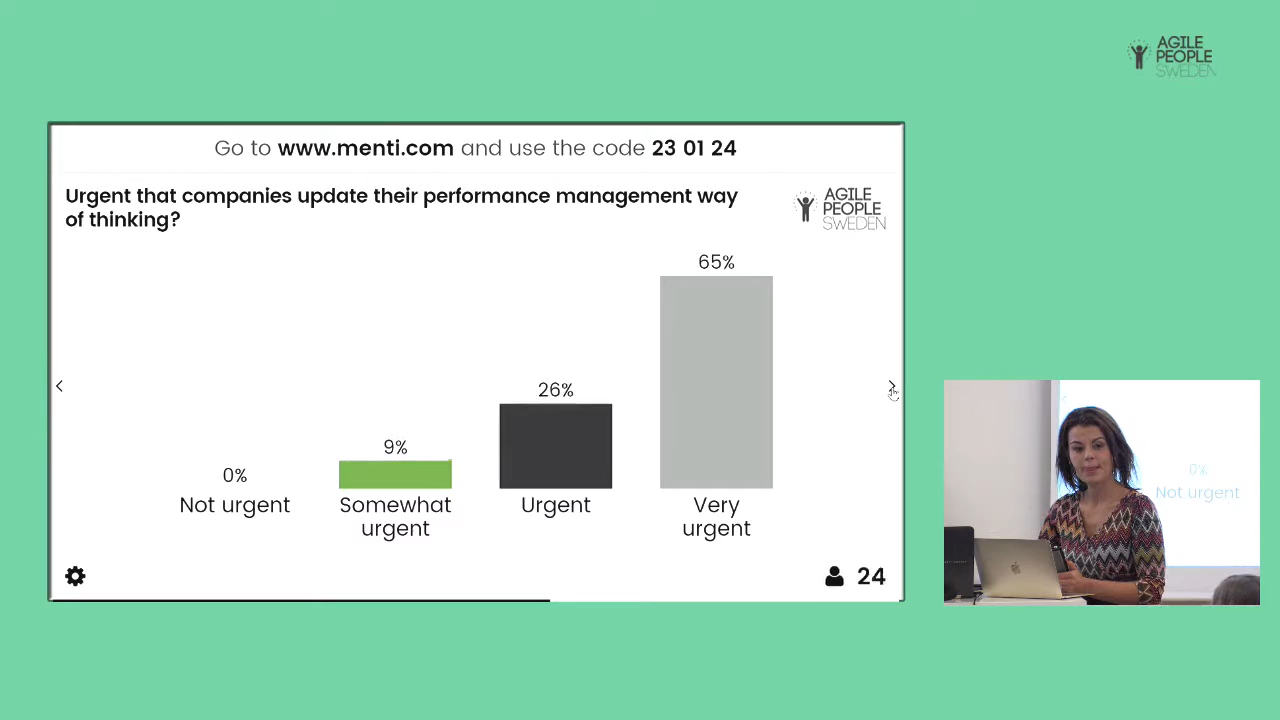 AGILE
PEOPLE
SWEDEN
Go to www.menti.com and use the code 23 01 24
Urgent that companies update their performance management way
of thinking?
AGILE
PEOPLE
SWEDEN
0%
9%
26%
65%
Not urgent
Somewhat
urgent
Urgent
Very
urgent
24
0%
Not urgent